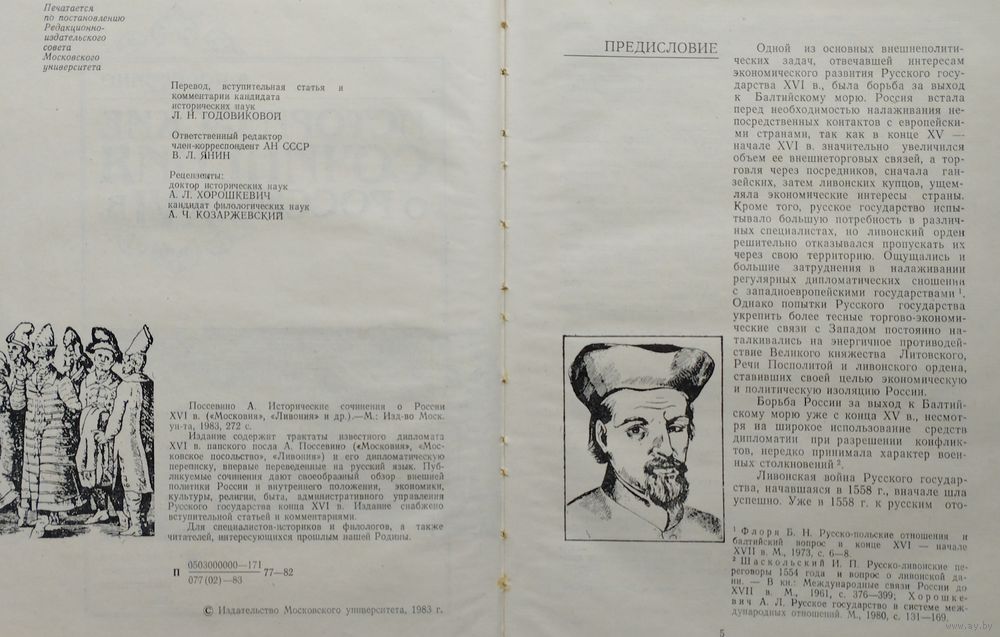 Печатается
по постановлению
Редакционно-
издательского
совета
Московского
университета
Перевод, вступительная статья и
комментарии кандидата
исторических наук
Л. Н. ГОДОВИКОВОЙ
Ответственный редактор
член-корреспондент АН СССР
В. Л. ЯНИН
Рецензенты:
доктор исторических наук
А. Л. ХОРОШКЕВИЧ
кандидат филологических наук
А. Ч. КОЗАРЖЕВСКИЙ
Поссевино А. Исторические сочинения о России
XVI в. («Московия», «Ливония» и др.).—М.: Изд-во Моск.
ун-та, 1983, 272 с.
Издание содержит трактаты известного дипломата
XVI в. папского посла А. Поссевино («Московия», «Мос-
ковское посольство», «Ливония») и его дипломатическую
переписку, впервые переведенные на русский язык. Пуб-
ликуемые сочинения дают своеобразный обзор внешней
политики России и внутреннего положения, экономики,
культуры, религии, быта, административного управления
Русского государства конца XVI в. Издание снабжено
вступительной статьей и комментариями.
Для специалистов-историков и филологов, а также
читателей, интересующихся прошлым нашей Родины.
П 0503000000—171
077(02)—83 77—82
© Издательство Московского университета, 1983 г.
ПРЕДИСЛОВИЕ
Одной из основных внешнеполити-
ческих задач, отвечавшей интересам
экономического развития Русского госу-
дарства XVI в., была борьба за выход
к Балтийскому морю. Россия встала
перед необходимостью налаживания не-
посредственных контактов с европейски-
ми странами, так как в конце XV —
начале XVI в. значительно увеличился
объем ее внешнеторговых связей, а тор-
говля через посредников, сначала ган-
зейских, затем ливонских купцов, ущем-
ляла экономические интересы страны.
Кроме того, русское государство испы-
тывало большую потребность в различ-
ных специалистах, но ливонский орден
решительно отказывался пропускать их
через свою территорию. Ощущались и
большие затруднения в налаживании
регулярных дипломатических сношений
с западноевропейскими государствами ¹.
Однако попытки Русского государства
укрепить более тесные торгово-экономи-
ческие связи с Западом постоянно на-
талкивались на энергичное противодей-
ствие Великого княжества Литовского,
Речи Посполитой и ливонского ордена,
ставивших своей целью экономическую
и политическую изоляцию России.
Борьба России за выход к Балтий-
скому морю уже с конца XV в., несмот-
ря на широкое использование средств
дипломатии при разрешении конфлик-
тов, нередко принимала характер воен-
ных столкновений ².
Ливонская война Русского государ-
ства, начавшаяся в 1558 г., вначале шла
успешно. Уже в 1558 г. к русским ото-
¹ Флоря Б. Н. Русско-польские отношения и
балтийский вопрос в конце XVI — начале
XVII в. М., 1973, с. 6—8.
² Шаскольский И. П. Русско-ливонские пе-
реговоры 1554 года и вопрос о ливонской да-
ни. — В кн.: Международные связи России до
XVII в. М., 1961, с. 376—399; Хорошке-
вич А. Л. Русское государство в системе меж-
дународных отношений. М., 1980, с. 131—169.
5
www.ay.by